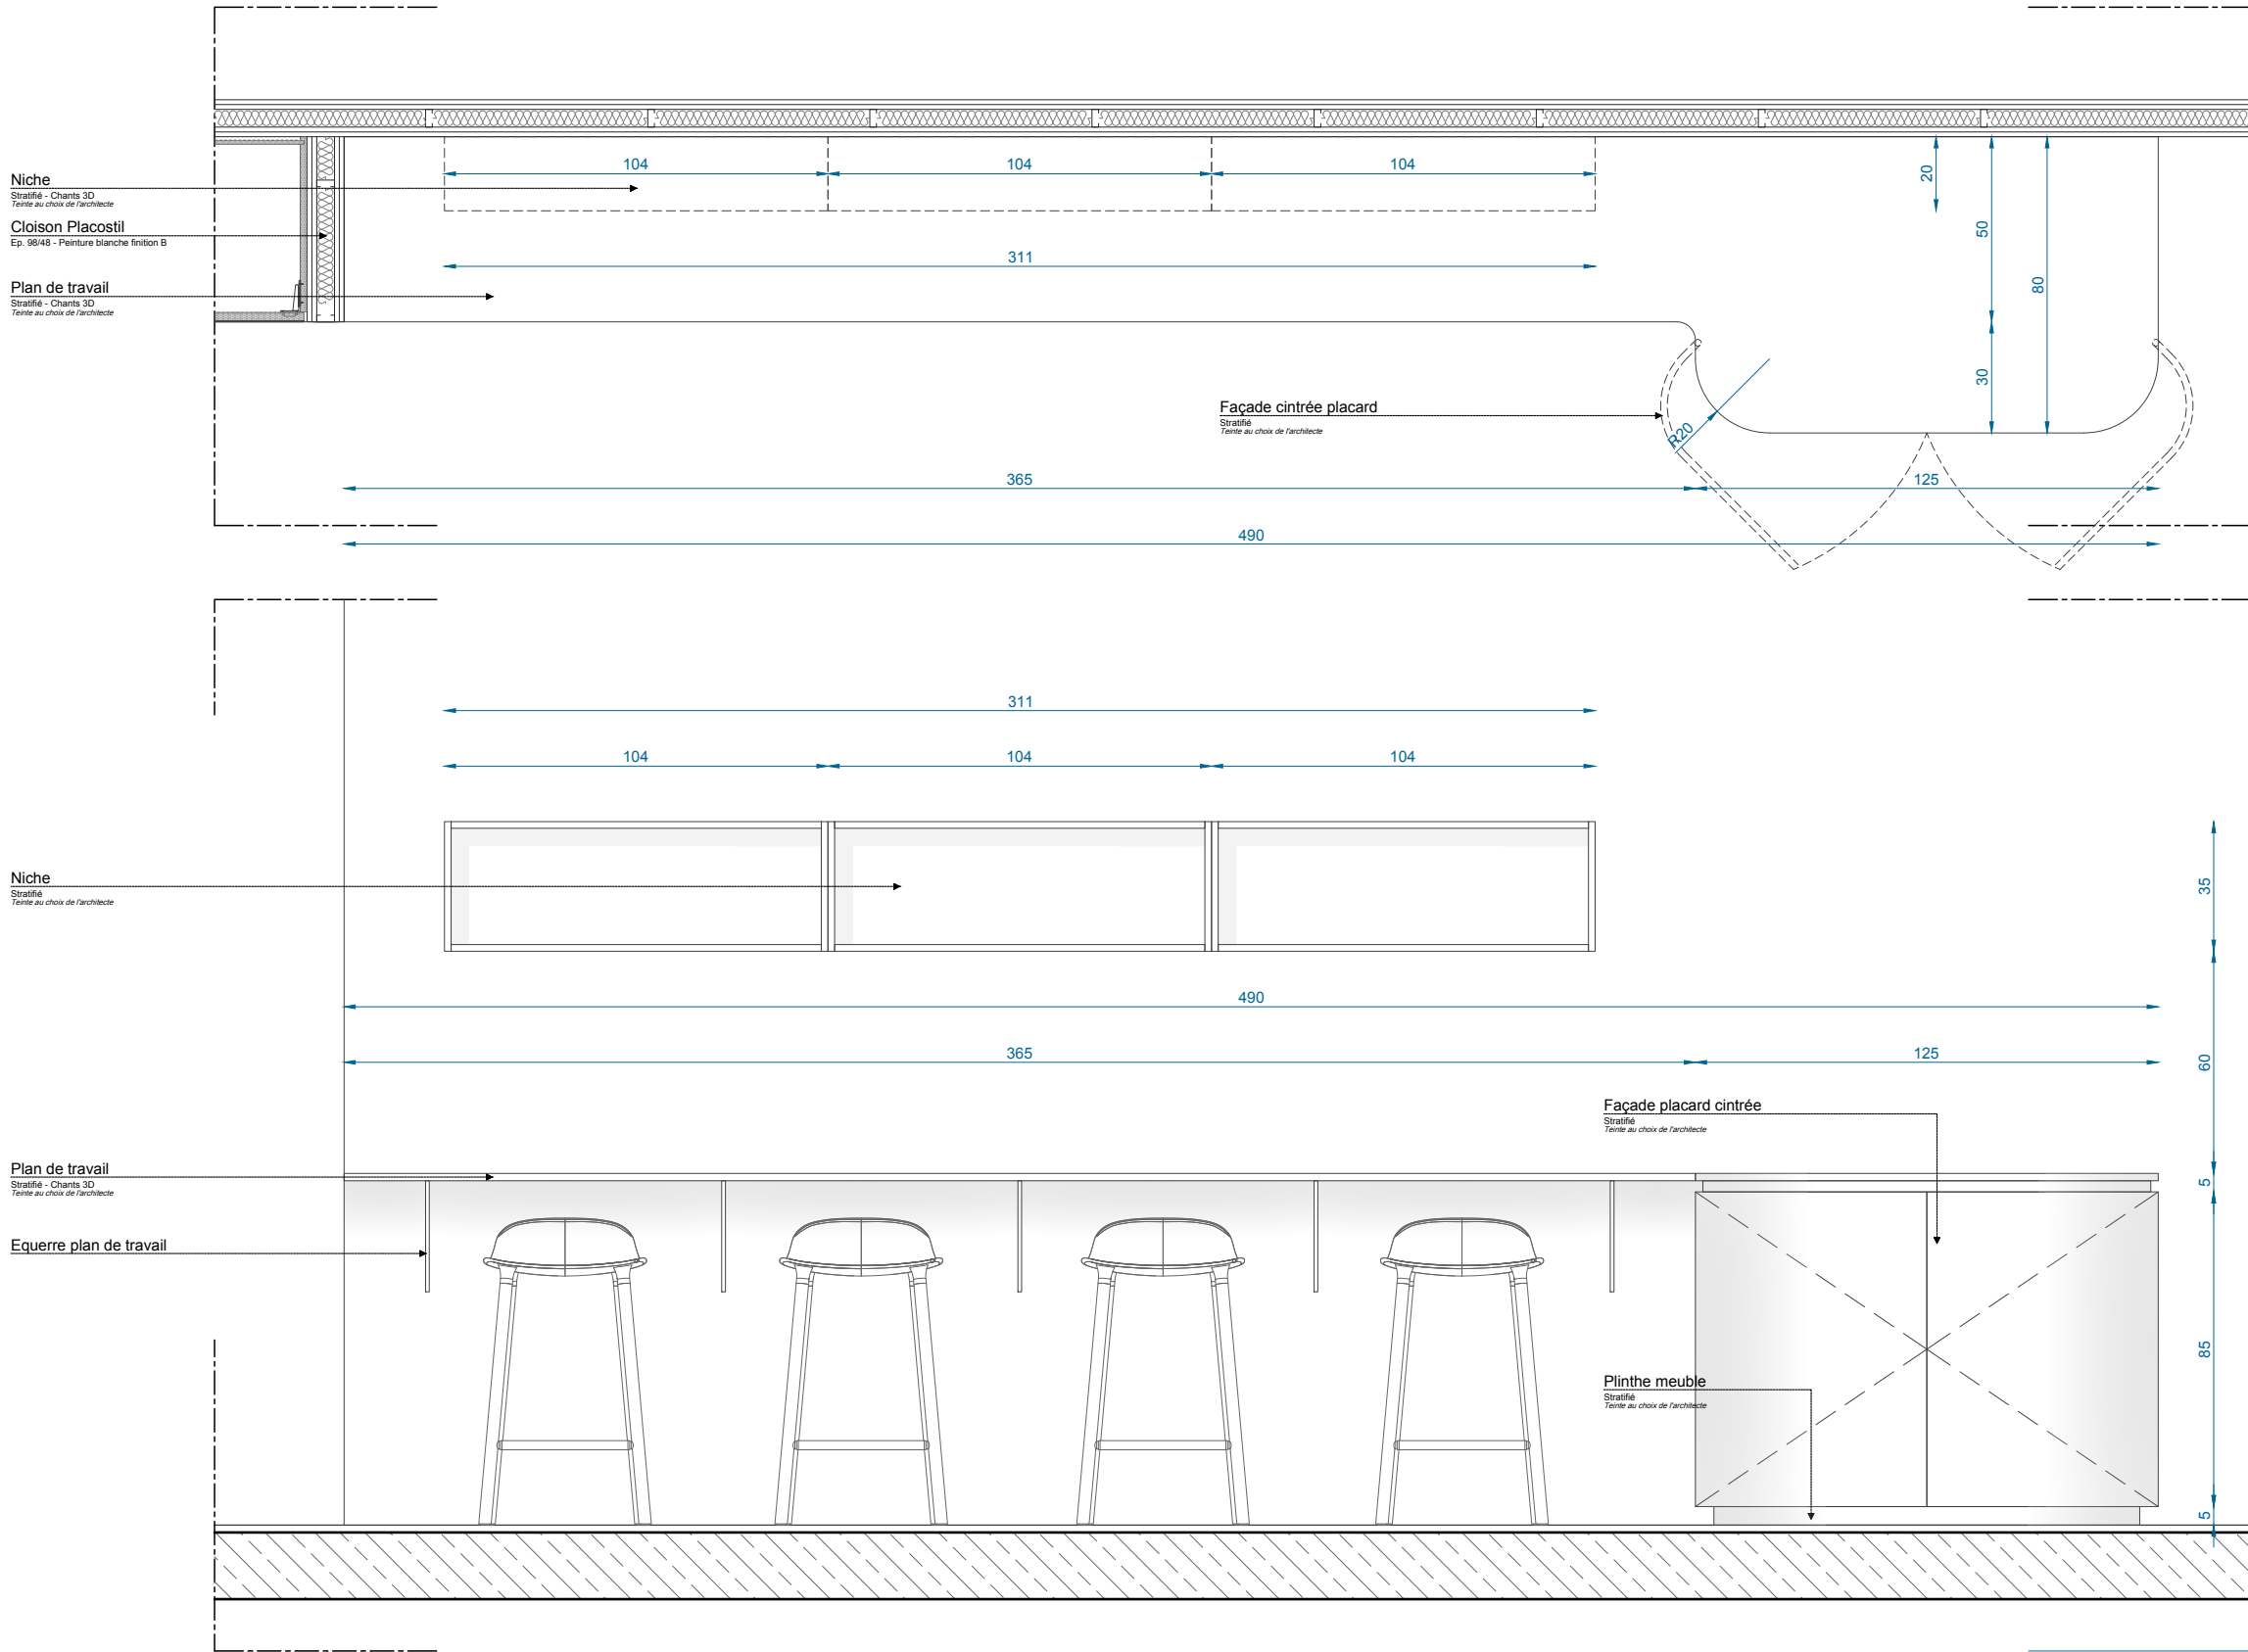 104
104
104
20
50
80
Niche
Stratifié - Chants 3D
Teinte au choix de l'architecte
Cloison Placostil
Ep. 98/48 - Peinture blanche finition B
311
Plan de travail
Stratifié - Chants 3D
Teinte au choix de l'architecte
30
Façade cintrée placard
Stratifié
Teinte au choix de l'architecte
R20
365
125
490
311
104
104
104
Niche
Stratifié
Teinte au choix de l'architecte
35
490
365
125
60
Façade placard cintrée
Stratifié
Teinte au choix de l'architecte
Plan de travail
Stratifié - Chants 3D
Teinte au choix de l'architecte
5
Equerre plan de travail
85
Plinthe meuble
Stratifié
Teinte au choix de l'architecte
5